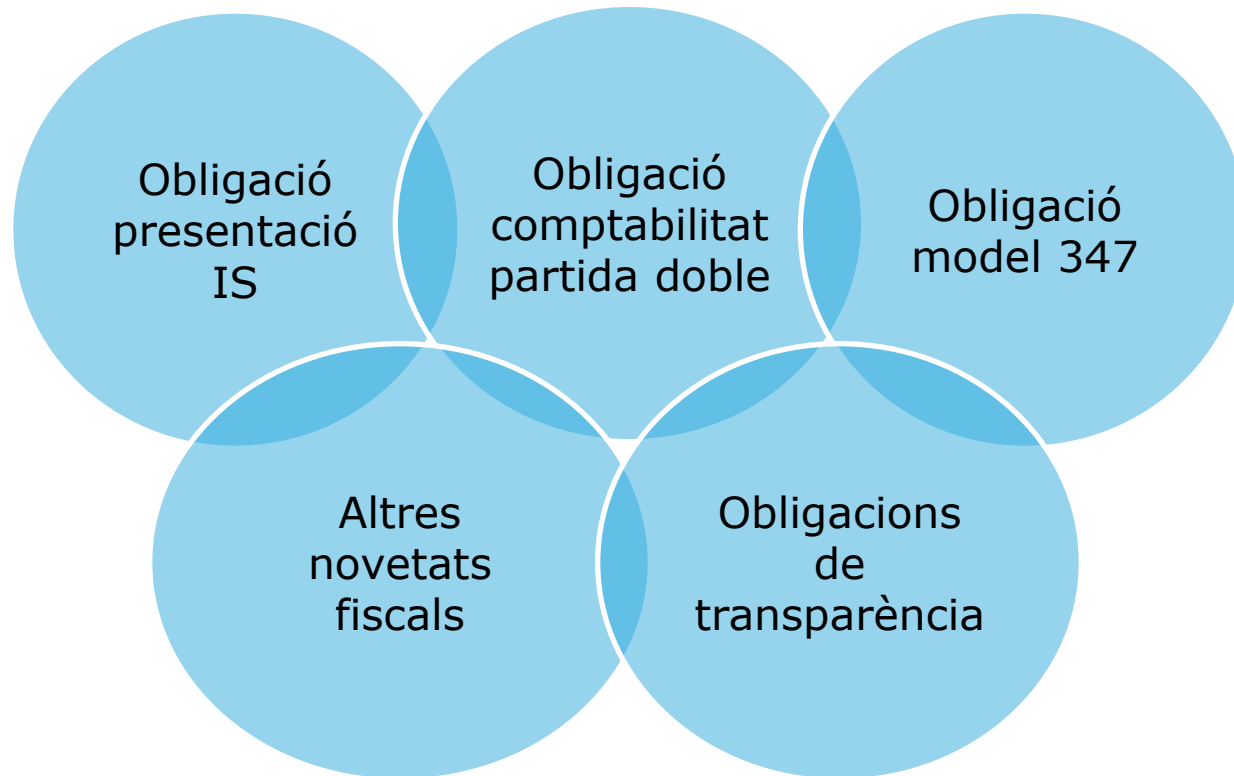 Obligació
presentació
IS
Obligació
comptabilitat
partida doble
Obligació
model 347
Altres
novetats
fiscals
Obligacions
de
transparència